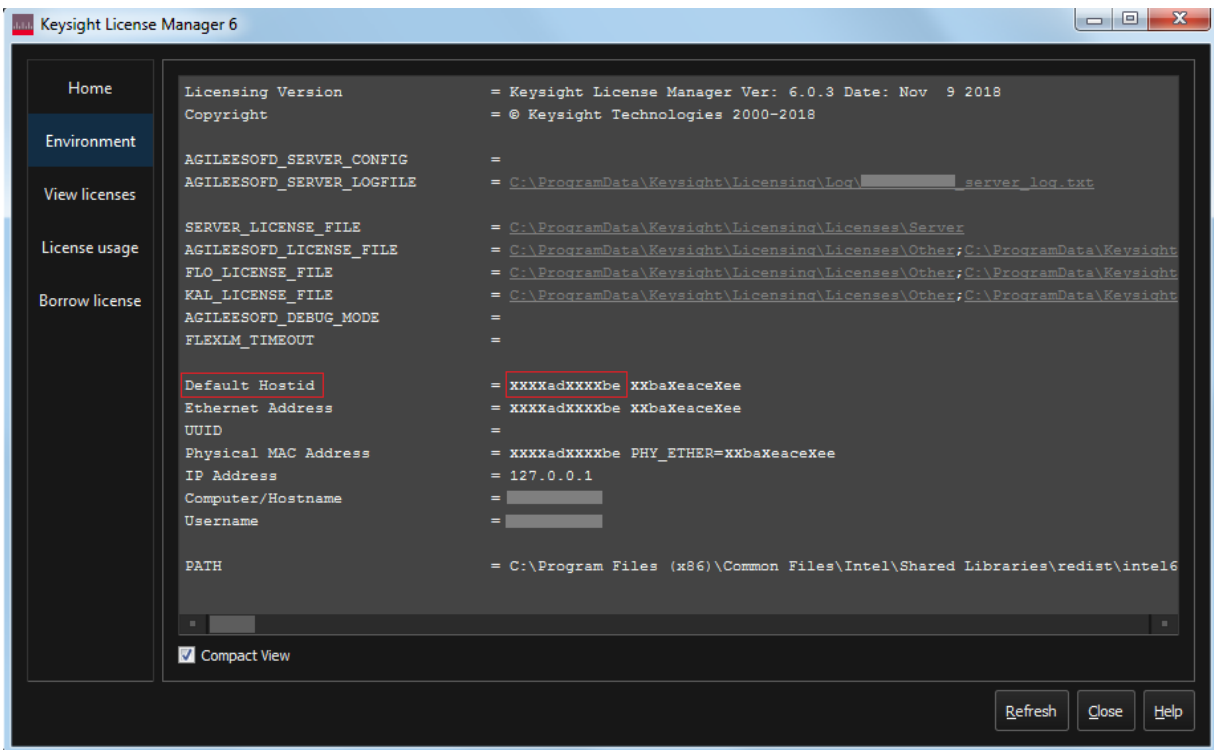 Keysight License Manager 6
Home
Environment
View licenses
License usage
Borrow license
Licensing Version = Keysight License Manager Ver: 6.0.3 Date: Nov 9 2018
Copyright = © Keysight Technologies 2000-2018
AGILEESOFD_SERVER_CONFIG =
AGILEESOFD_SERVER_LOGFILE = C:\ProgramData\Keysight\Licensing\Log\ _server_log.txt
SERVER_LICENSE_FILE = C:\ProgramData\Keysight\Licensing\Licenses\Server
AGILEESOFD_LICENSE_FILE = C:\ProgramData\Keysight\Licensing\Licenses\Other;C:\ProgramData\Keysight
FLO_LICENSE_FILE = C:\ProgramData\Keysight\Licensing\Licenses\Other;C:\ProgramData\Keysight
KAL_LICENSE_FILE = C:\ProgramData\Keysight\Licensing\Licenses\Other;C:\ProgramData\Keysight
AGILEESOFD_DEBUG_MODE =
FLEXLM_TIMEOUT =
Default Hostid = XXXXadXXXXbe XXbaXeaceXee
Ethernet Address = XXXXadXXXXbe XXbaXeaceXee
UUID =
Physical MAC Address = XXXXadXXXXbe PHY_ETHER=XXbaXeaceXee
IP Address = 127.0.0.1
Computer/Hostname =
Username =
PATH = C:\Program Files (x86)\Common Files\Intel\Shared Libraries\redist\intel6
Compact View
Refresh
Close
Help